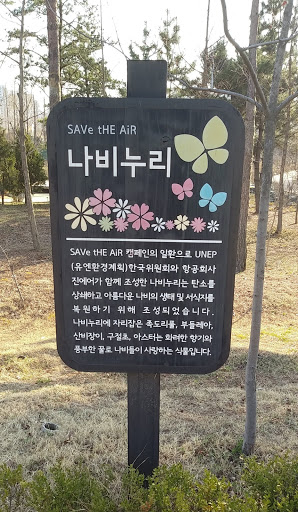 SAVe tHE AiR
나비누리
SAVe tHE AiR 캠페인의 일환으로 UNEP
(유엔환경계획)한국위원회와 항공회사
진에어가 함께 조성한 나비누리는 탄소를
상쇄하고 아름다운 나비의 생태 및 서식지를
복원하기 위해 조성되었습니다.
나비누리에 자리잡은 족도리풀, 부들레아,
산비장이, 구절초, 아스터는 화려한 향기와
풍부한 꿀로 나비들이 사랑하는 식물입니다.